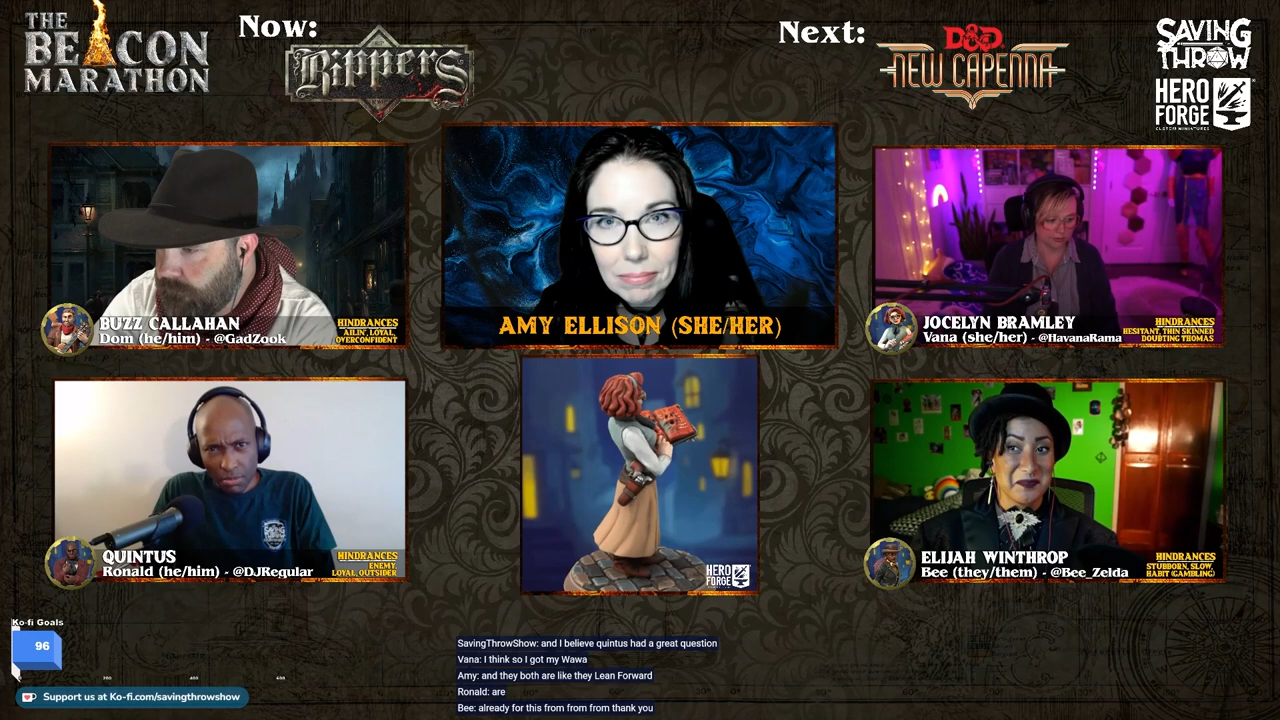 THE
BEACON
MARATHON
Now:
Rippers
Next:
D&D
NEW CAPENNA
SAVING
THROW
HERO
FORGE
CUSTOM MINIATURES
BUZZ CALLAHAN
Dom (he/him) - @GadZook
HINDRANCES
AILIN', LOYAL,
OVERCONFIDENT
AMY ELLISON (SHE/HER)
JOCELYN BRAMLEY
Vana (she/her) - @HavanaRama
HINDRANCES
HESITANT, THIN SKINNED
DOUBTING THOMAS
QUINTUS
Ronald (he/him) - @DJRegular
HINDRANCES
ENEMY,
LOYAL, OUTSIDER
HERO
FORGE
ELIJAH WINTHROP
Bee (they/them) - @Bee_Zelda
HINDRANCES
STUBBORN, SLOW,
HABIT (GAMBLING)
Ko-fi Goals
96
Support us at Ko-fi.com/savingthrowshow
SavingThrowShow: and I believe quintus had a great question
Vana: I think so I got my Wawa
Amy: and they both are like they Lean Forward
Ronald: are
Bee: already for this from from from thank you